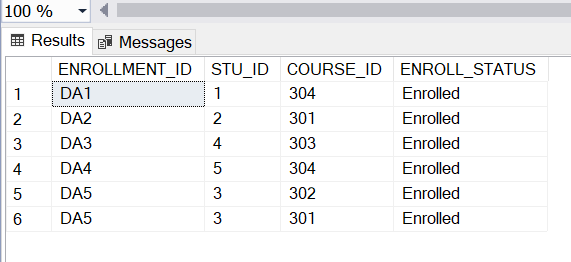 100 %
Results Messages
ENROLLMENT_ID STU_ID COURSE_ID ENROLL_STATUS
1 DA1 1 304 Enrolled
2 DA2 2 301 Enrolled
3 DA3 4 303 Enrolled
4 DA4 5 304 Enrolled
5 DA5 3 302 Enrolled
6 DA5 3 301 Enrolled